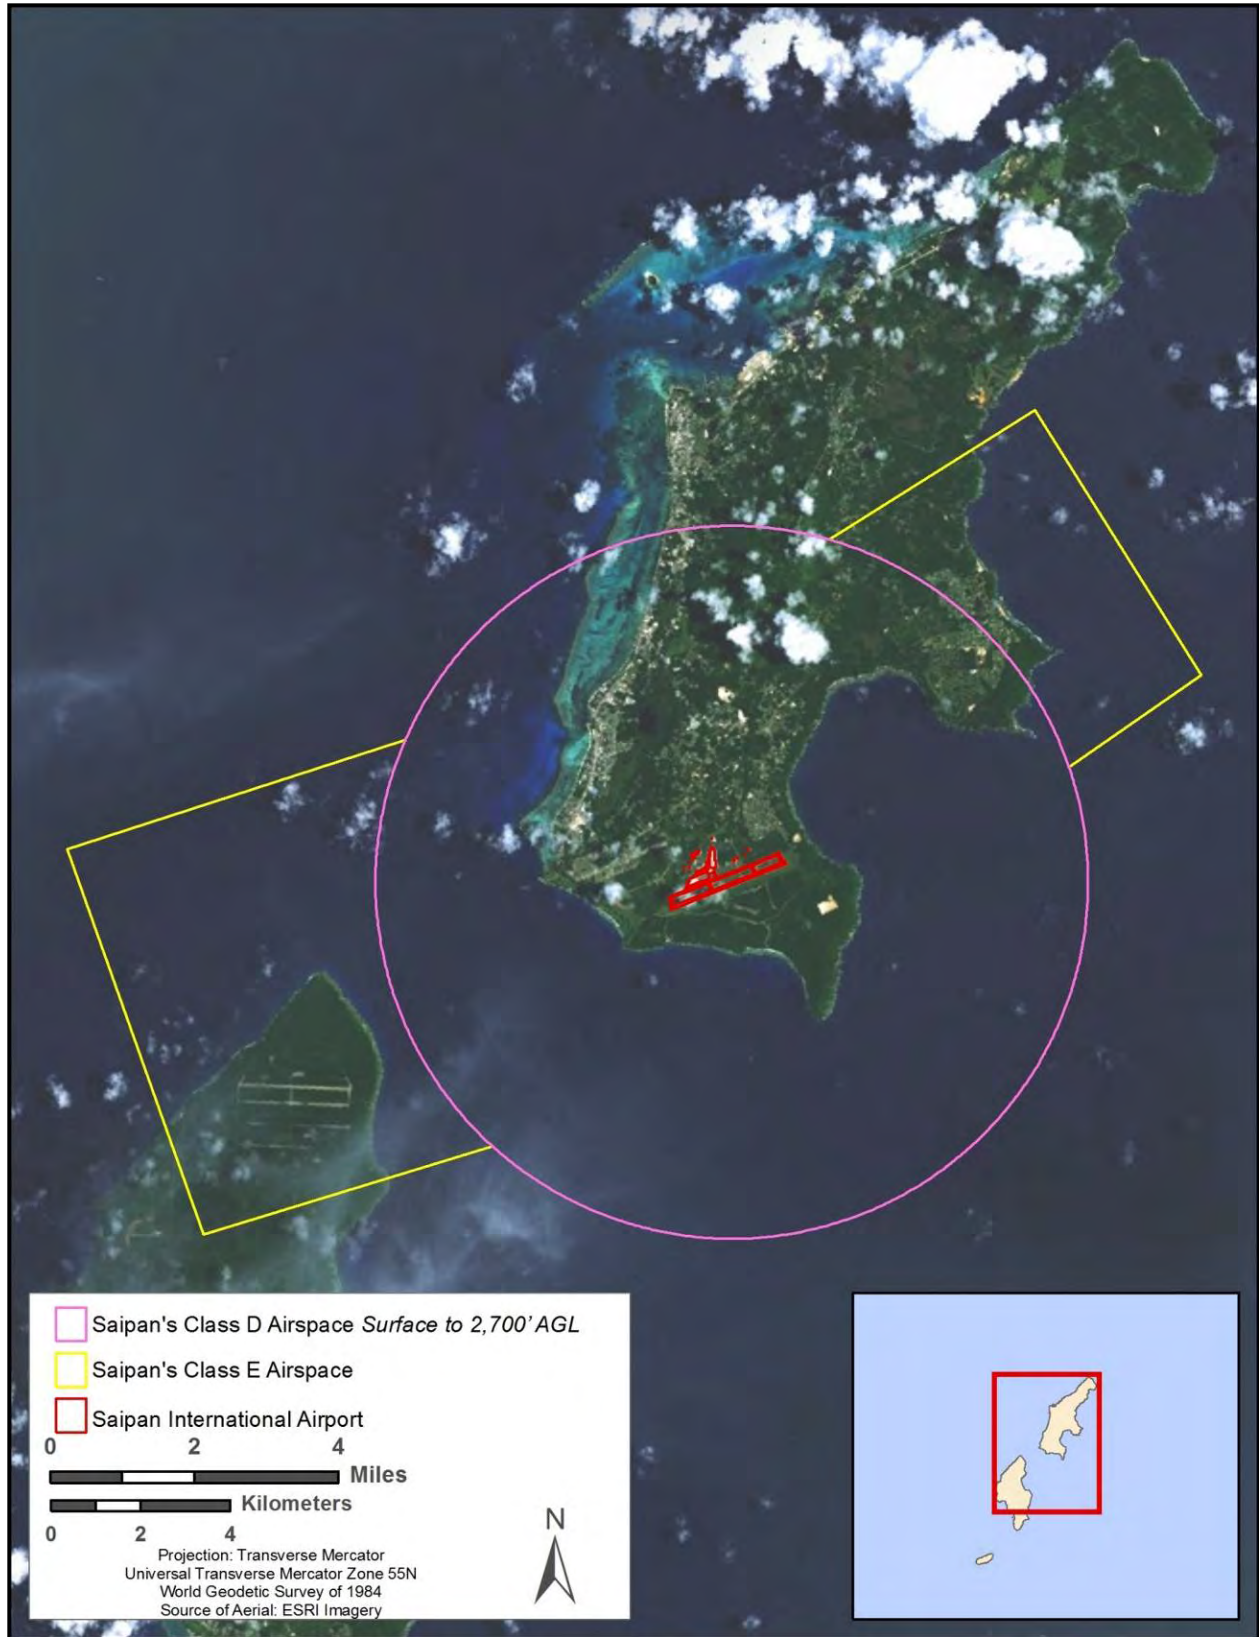 Saipan's Class D Airspace Surface to 2,700' AGL
Saipan's Class E Airspace
Saipan International Airport
0 2 4
Miles
Kilometers
0 2 4
Projection: Transverse Mercator
Universal Transverse Mercator Zone 55N
World Geodetic Survey of 1984
Source of Aerial: ESRI Imagery
N